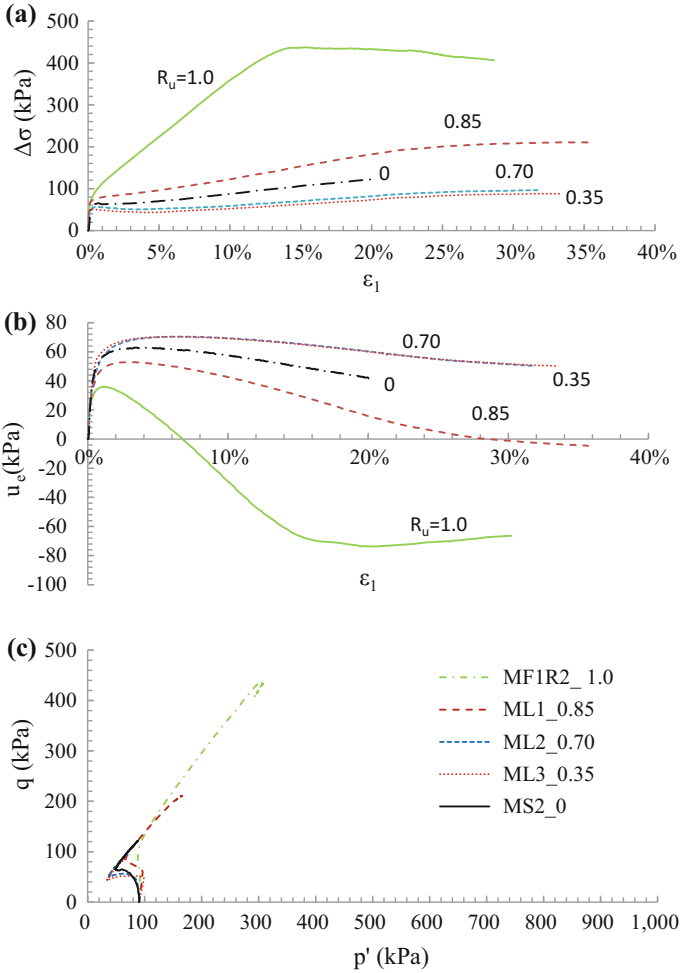 (a)
500
400
300
200
100
0
Δσ (kPa)
R_u=1.0
0.85
0
0.70
0.35
0% 5% 10% 15% 20% 25% 30% 35% 40%
ε₁
(b)
80
60
40
20
0
-20
-40
-60
-80
-100
u_e(kPa)
0.70
0
0.35
0.85
0% 10% 20% 30% 40%
R_u=1.0
ε₁
(c)
500
400
300
200
100
0
q (kPa)
MF1R2_ 1.0
ML1_0.85
ML2_0.70
ML3_0.35
MS2_0
0 100 200 300 400 500 600 700 800 900 1,000
p' (kPa)